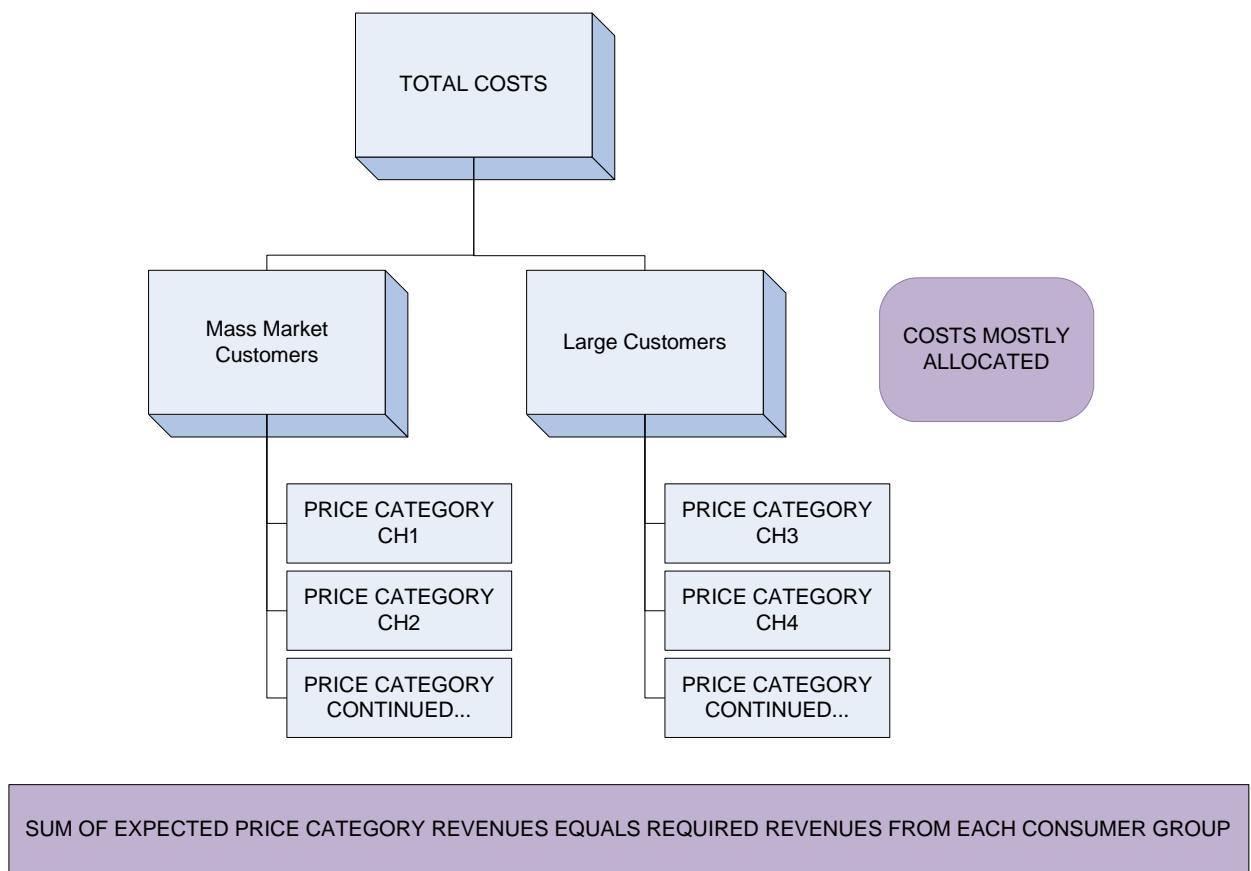 TOTAL COSTS
Mass Market
Customers
Large Customers
COSTS MOSTLY
ALLOCATED
PRICE CATEGORY
CH1
PRICE CATEGORY
CH2
PRICE CATEGORY
CONTINUED...
PRICE CATEGORY
CH3
PRICE CATEGORY
CH4
PRICE CATEGORY
CONTINUED...
SUM OF EXPECTED PRICE CATEGORY REVENUES EQUALS REQUIRED REVENUES FROM EACH CONSUMER GROUP